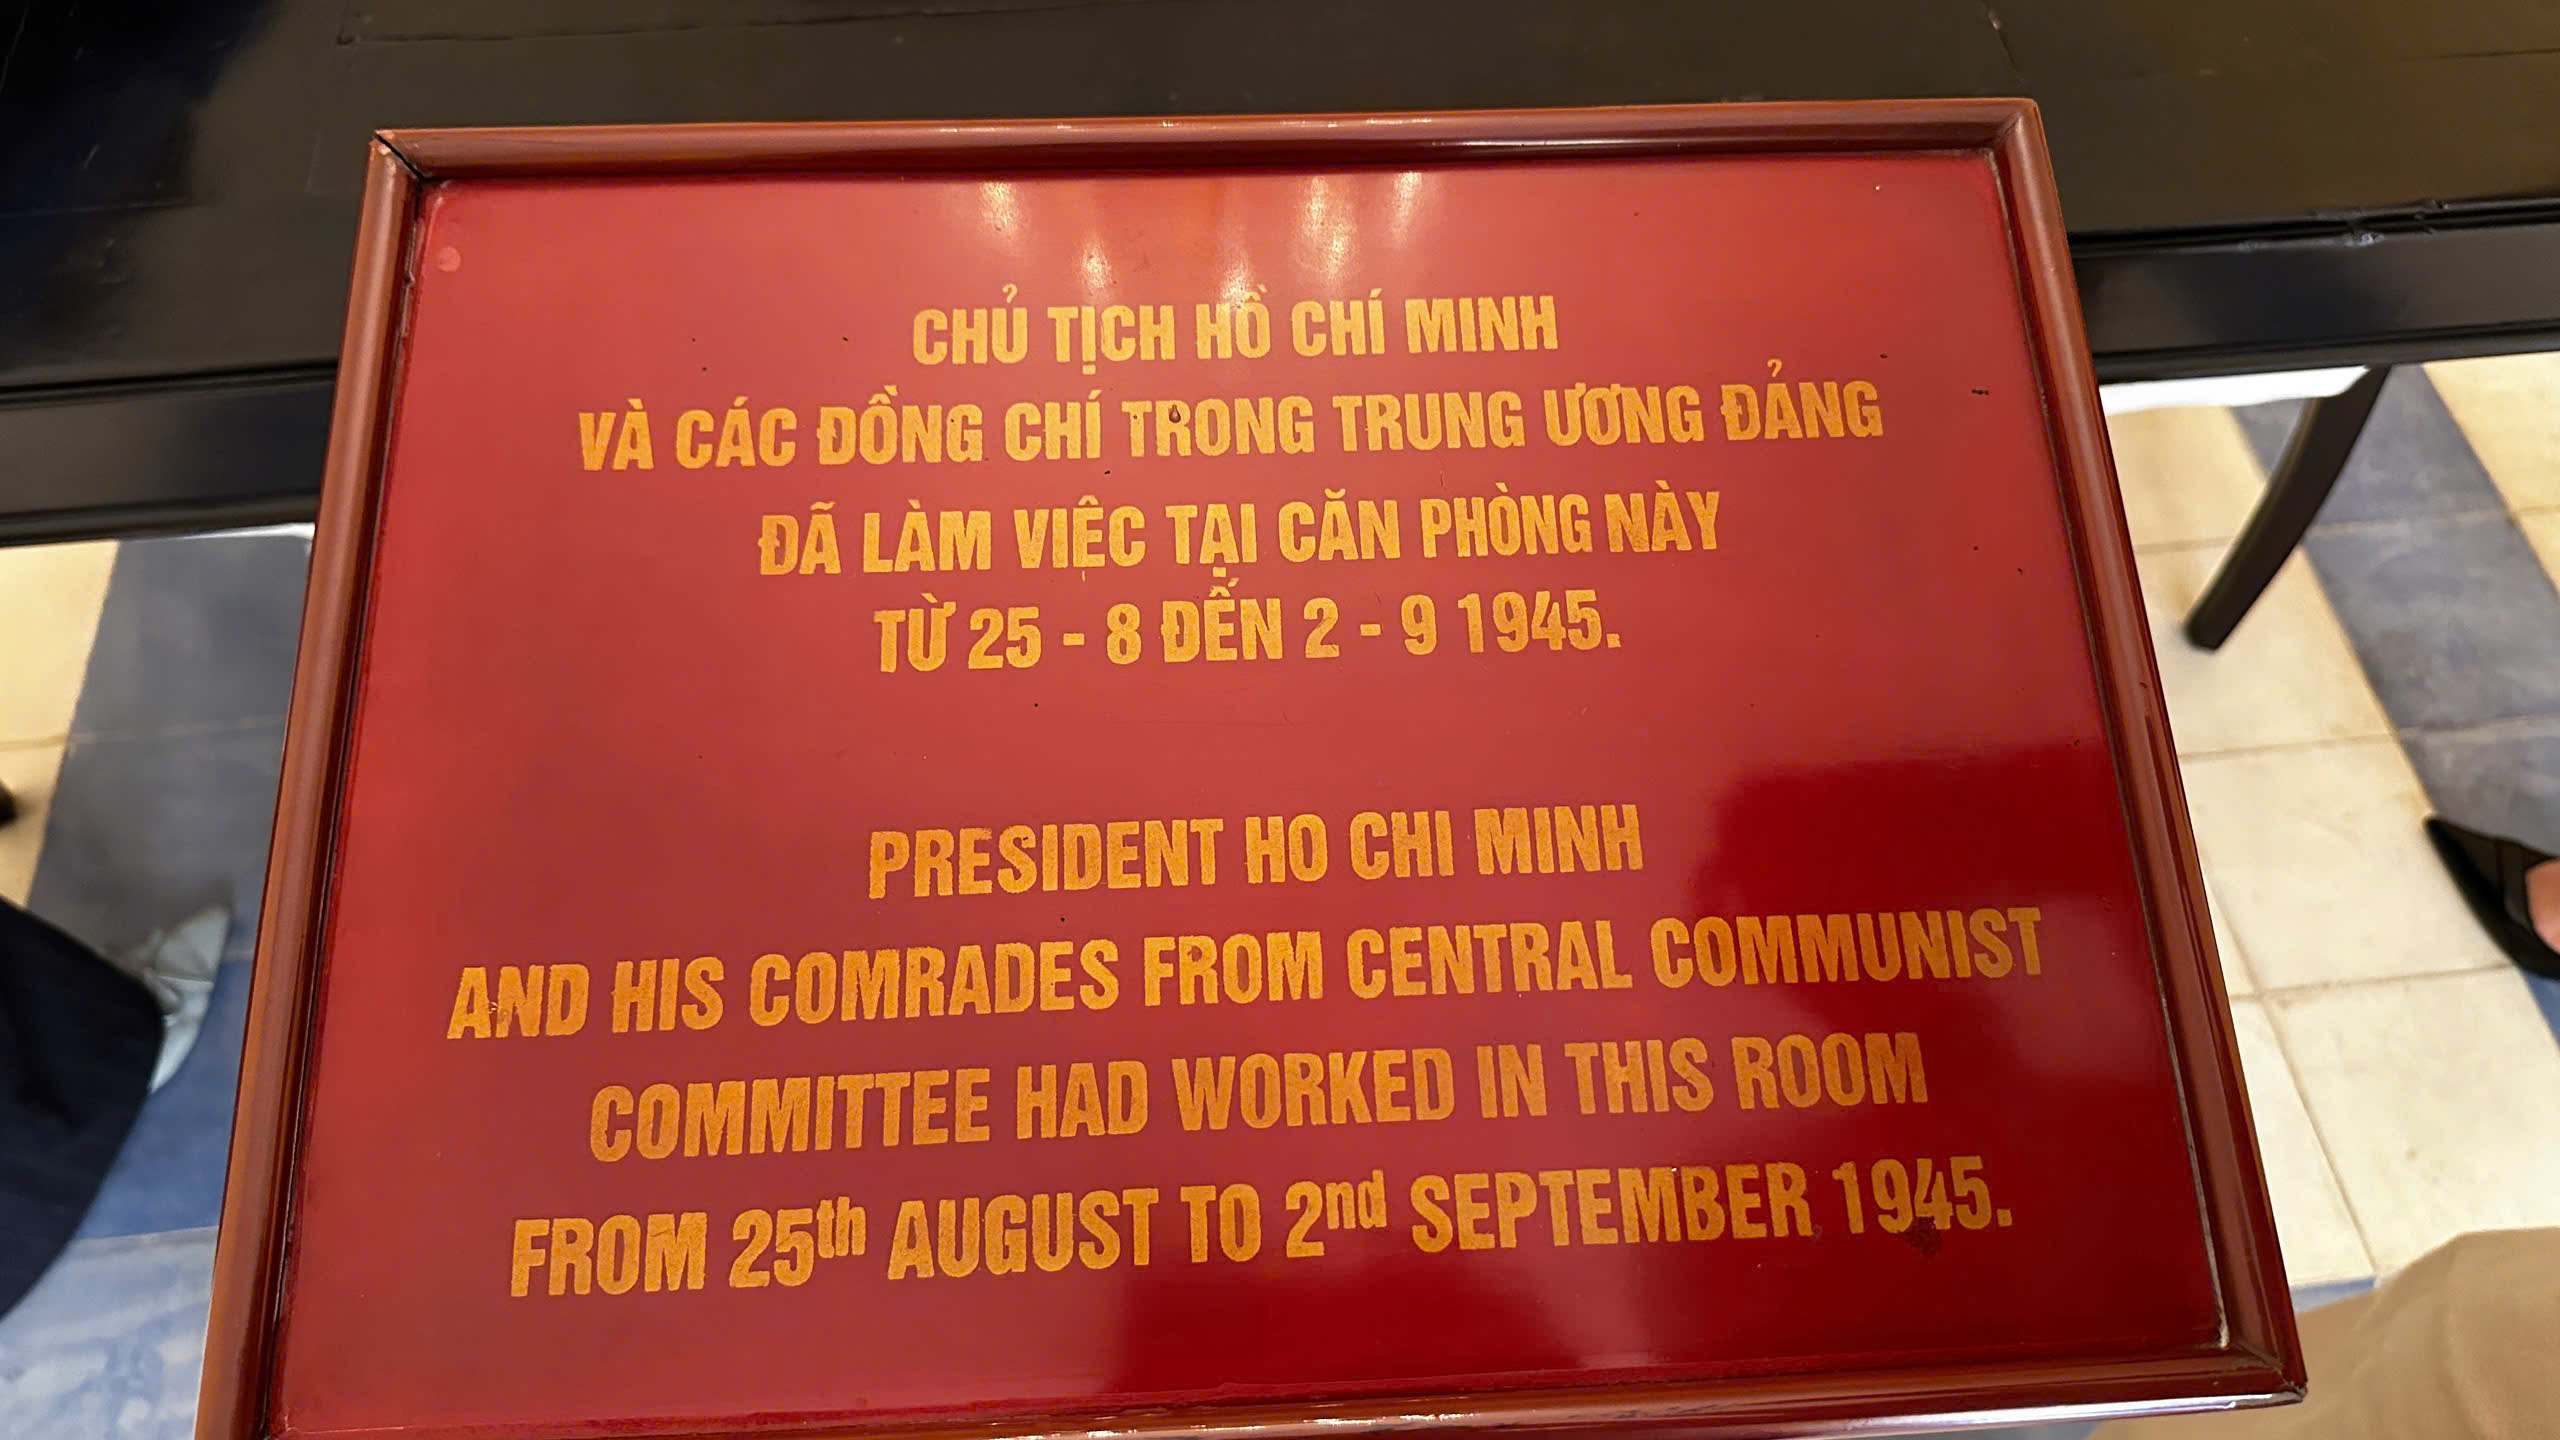 CHỦ TỊCH HỒ CHÍ MINH
VÀ CÁC ĐỒNG CHÍ TRONG TRUNG ƯƠNG ĐẢNG
ĐÃ LÀM VIỆC TẠI CĂN PHÒNG NÀY
TỪ 25 - 8 ĐẾN 2 - 9 1945.
PRESIDENT HO CHI MINH
AND HIS COMRADES FROM CENTRAL COMMUNIST
COMMITTEE HAD WORKED IN THIS ROOM
FROM 25th AUGUST TO 2nd SEPTEMBER 1945.